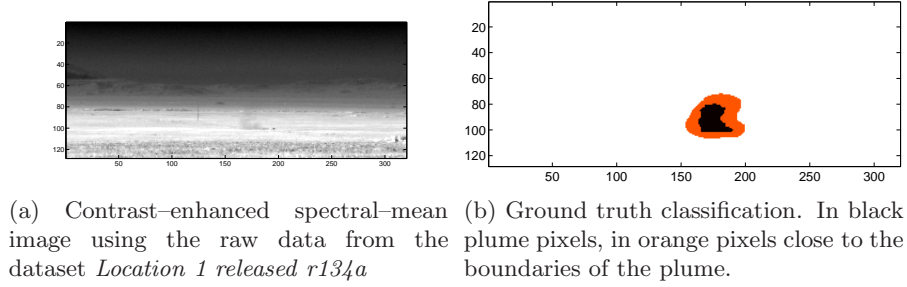 20
40
60
80
100
120
50 100 150 200 250 300
20
40
60
80
100
120
50 100 150 200 250 300
(a) Contrast–enhanced spectral–mean
image using the raw data from the
dataset Location 1 released r134a
(b) Ground truth classification. In black
plume pixels, in orange pixels close to the
boundaries of the plume.